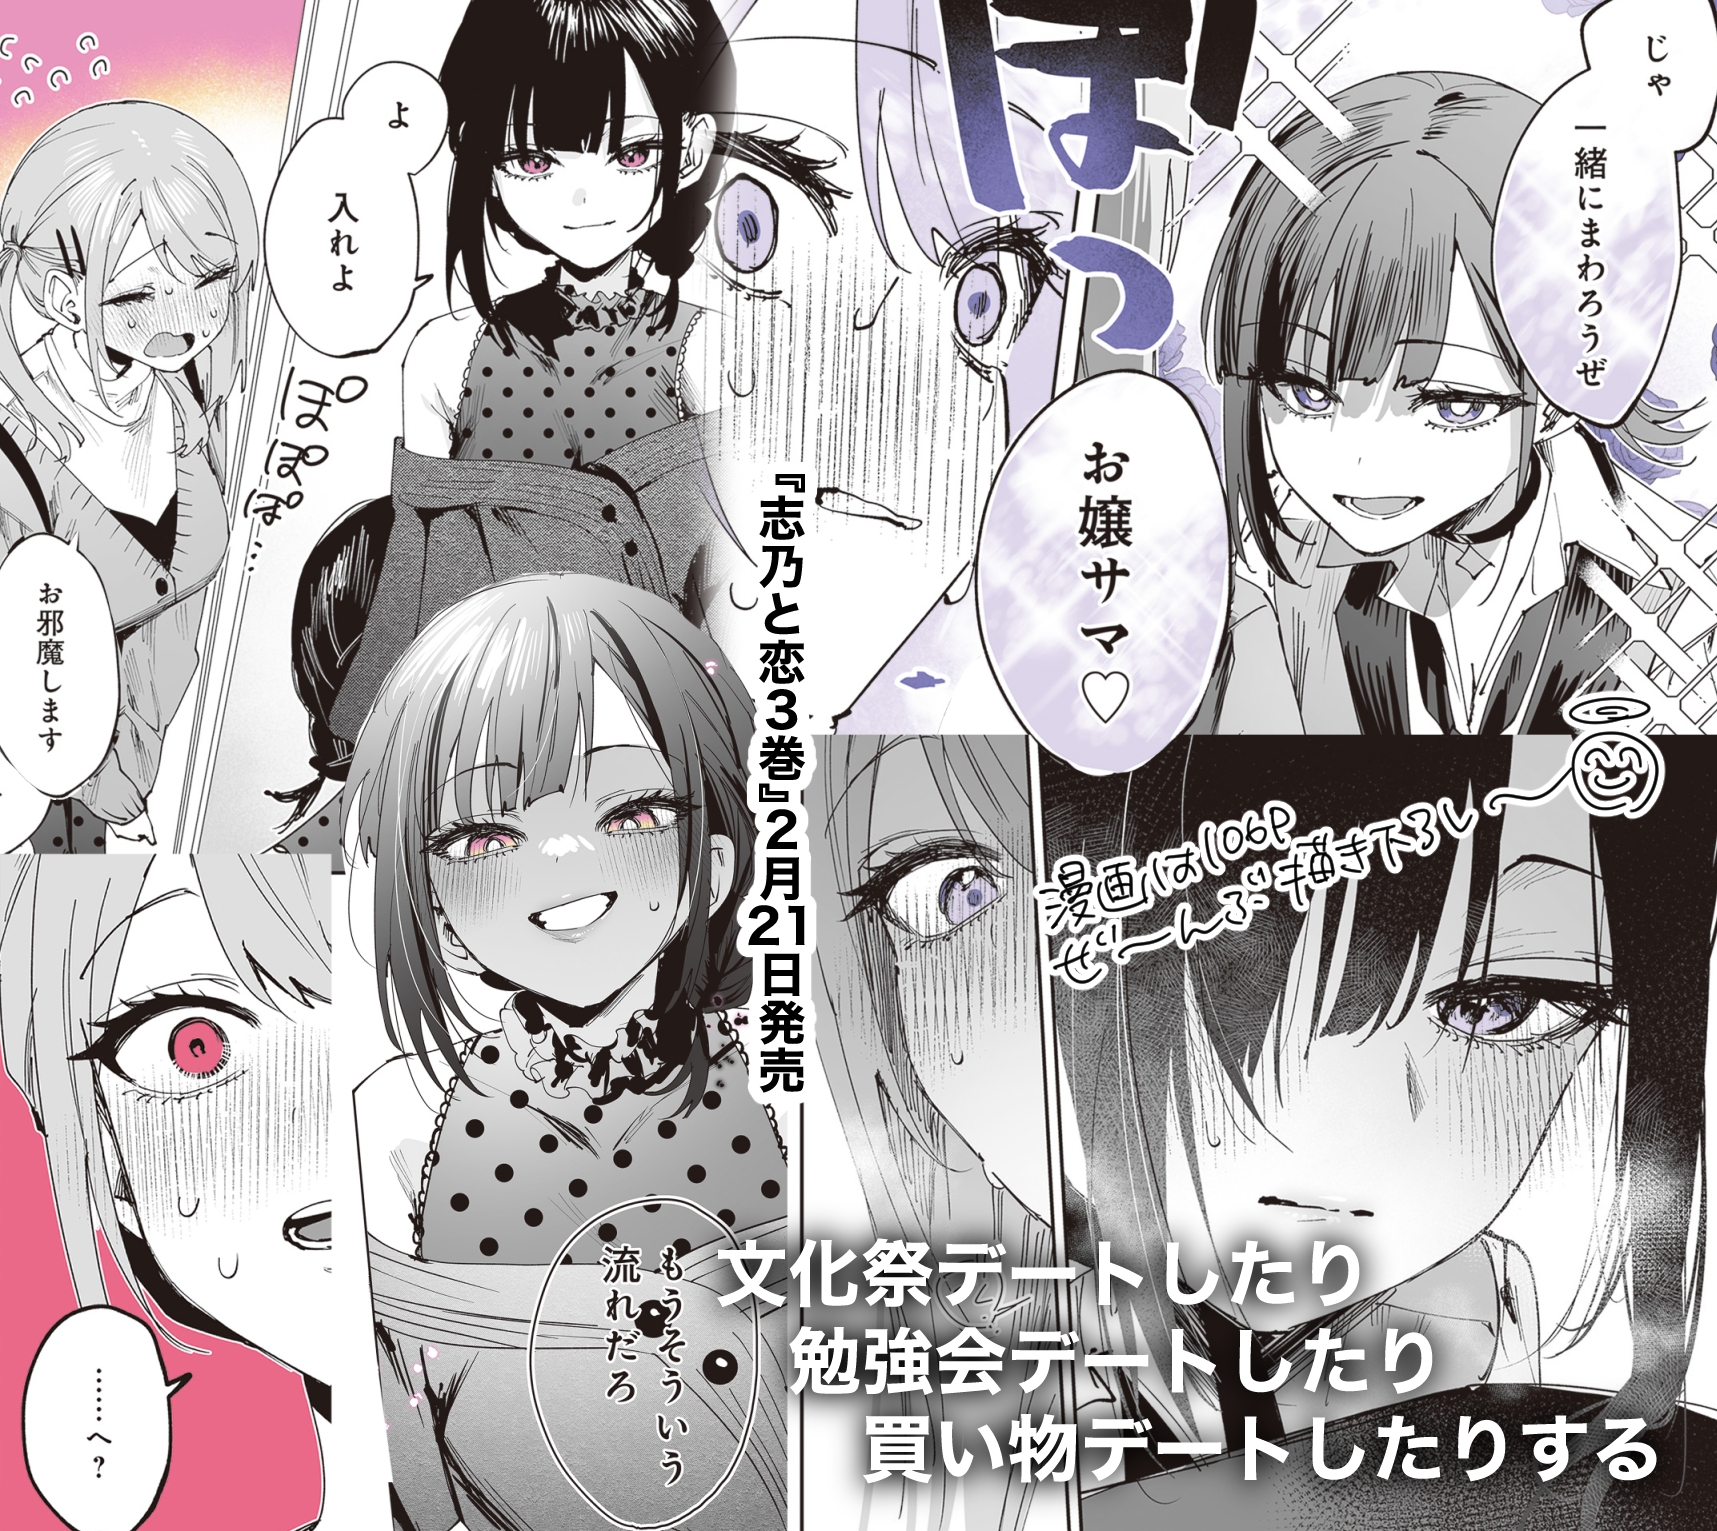 じゃ
一緒にまわろうぜ
ぽっ
お嬢サマ♡
よ
入れよ
ぽ
ぽ
ぽ…
お邪魔します
『志乃と恋3巻』2月21日発売
漫画は106P
ぜ〜んぶ描き下ろし
もうそういう
流れだろ
……へ?
文化祭デートしたり
勉強会デートしたり
買い物デートしたりする